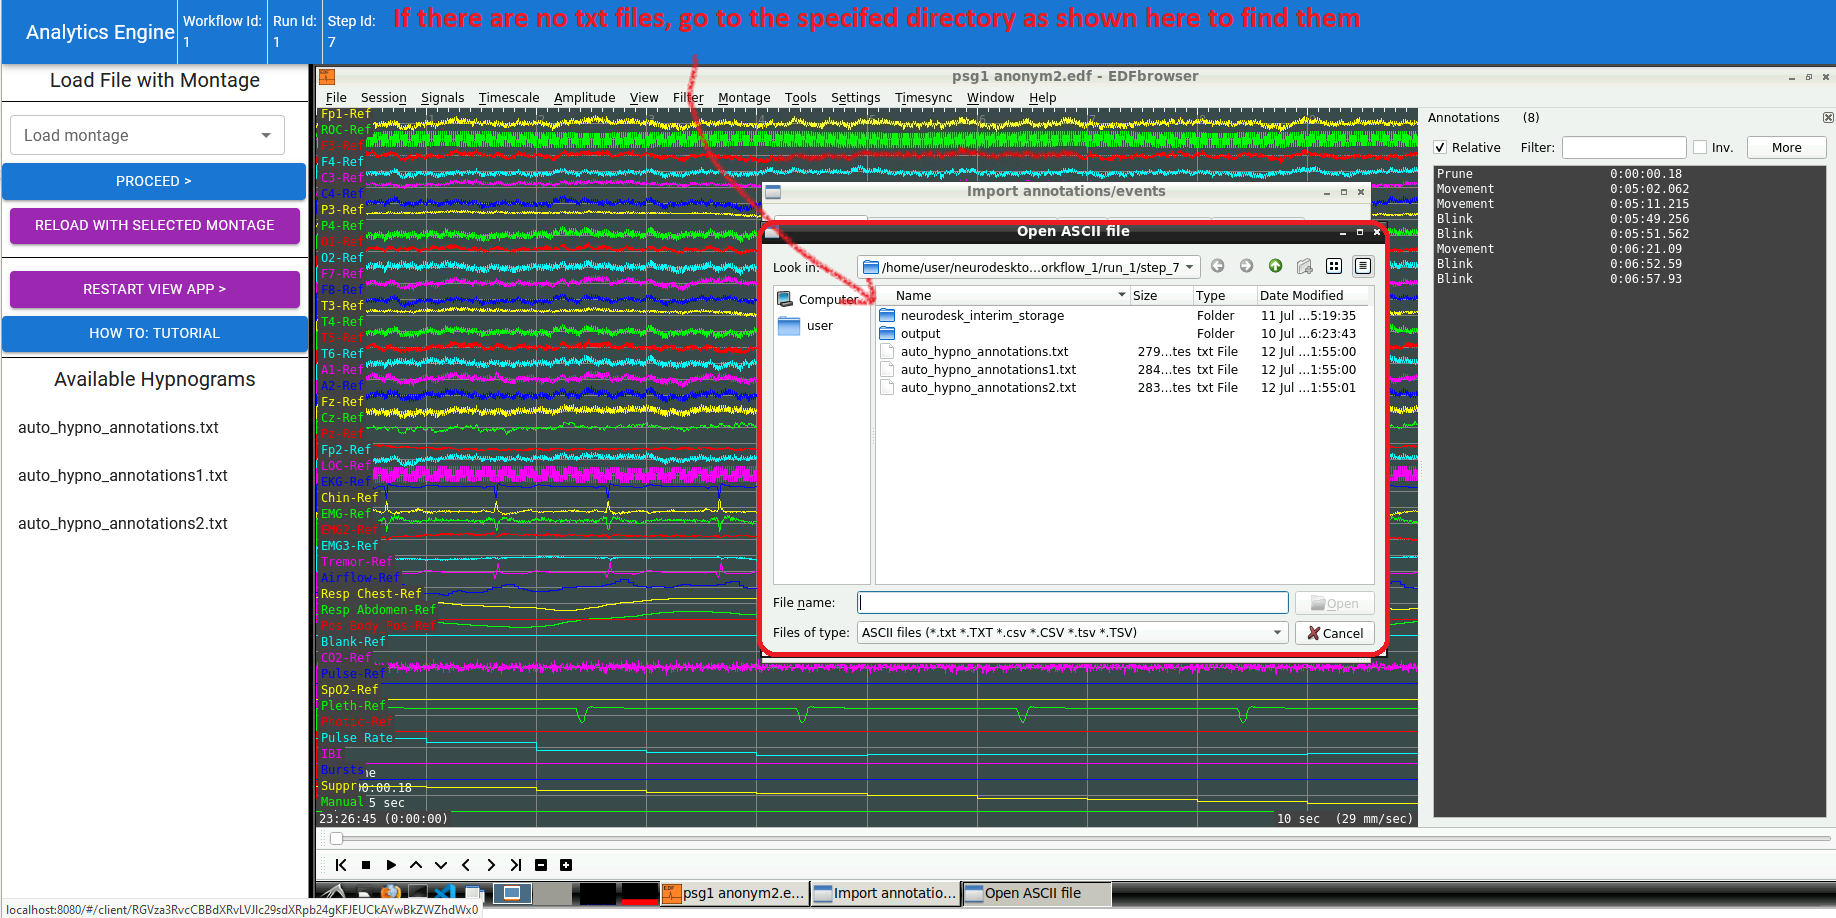 If there are no txt files, go to the specifed directory as shown here to find them
Analytics Engine
Workflow Id:
1
Run Id:
1
Step Id:
7
Load File with Montage
Load montage
PROCEED >
RELOAD WITH SELECTED MONTAGE
RESTART VIEW APP >
HOW TO: TUTORIAL
Available Hypnograms
auto_hypno_annotations.txt
auto_hypno_annotations1.txt
auto_hypno_annotations2.txt
psg1 anonym2.edf - EDFbrowser
File Session Signals Timescale Amplitude View Filter Montage Tools Settings Timesync Window Help
Fp1-Ref
ROC-Ref
F4-Ref
C3-Ref
C4-Ref
P3-Ref
P4-Ref
O2-Ref
F7-Ref
F8-Ref
T3-Ref
T4-Ref
T6-Ref
A1-Ref
A2-Ref
Fz-Ref
Cz-Ref
Fp2-Ref
LOC-Ref
EKG-Ref
Chin-Ref
EMG-Ref
EMG2-Ref
EMG3-Ref
Tremor-Ref
Airflow-Ref
Resp Chest-Ref
Resp Abdomen-Ref
Pos Body Pos-Ref
Blank-Ref
CO2-Ref
Pulse-Ref
SpO2-Ref
Pleth-Ref
Photic-Ref
Pulse Rate
IBI
Bursts
Suppr
0:00.18
Manual 5 sec
23:26:45 (0:00:00)
10 sec (29 mm/sec)
Import annotations/events
Open ASCII file
Look in: /home/user/neurodeskto...orkflow_1/run_1/step_7
Computer
user
Name Size Type Date Modified
neurodesk_interim_storage Folder 11 Jul ...5:19:35
output Folder 10 Jul ...6:23:43
auto_hypno_annotations.txt 279...tes txt File 12 Jul ...1:55:00
auto_hypno_annotations1.txt 284...tes txt File 12 Jul ...1:55:00
auto_hypno_annotations2.txt 283...tes txt File 12 Jul ...1:55:01
File name:
Open
Files of type: ASCII files (*.txt *.TXT *.csv *.CSV *.tsv *.TSV)
Cancel
Annotations (8)
Relative Filter: Inv. More
Prune 0:00:00.18
Movement 0:05:02.062
Movement 0:05:11.215
Blink 0:05:49.256
Blink 0:05:51.562
Movement 0:06:21.09
Blink 0:06:52.59
Blink 0:06:57.93
psg1 anonym2.e...
Import annotatio...
Open ASCII file
localhost:8080/#/client/RGVza3RvcCBBdXRvLVJlc29sdXRpb24gKFJEUCkAYwBkZWZhdWx0